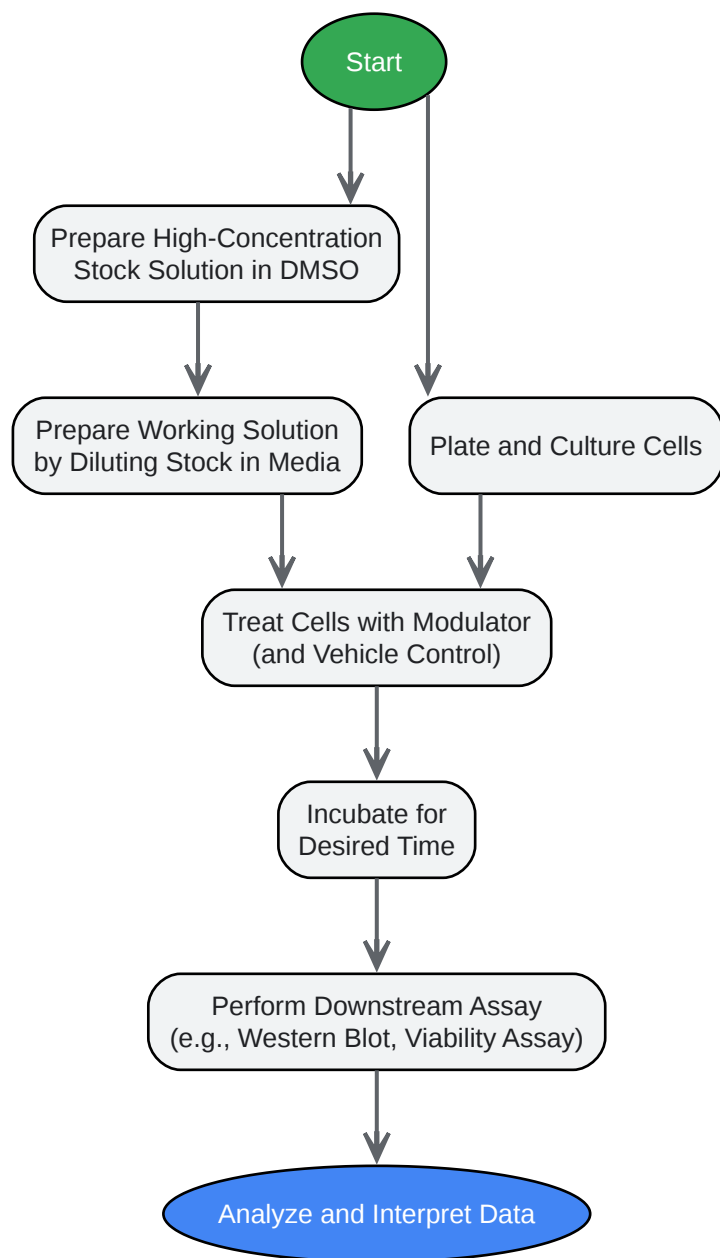 Start
Prepare High-Concentration
Stock Solution in DMSO
Prepare Working Solution
by Diluting Stock in Media
Plate and Culture Cells
Treat Cells with Modulator
(and Vehicle Control)
Incubate for
Desired Time
Perform Downstream Assay
(e.g., Western Blot, Viability Assay)
Analyze and Interpret Data